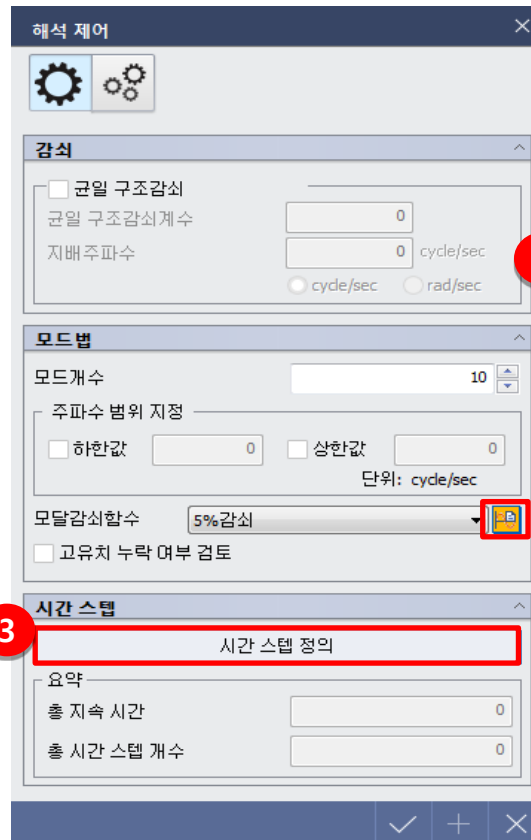 해석 제어
감쇠
균일 구조감쇠
균일 구조감쇠계수 0
지배주파수 0 cycle/sec
cycle/sec rad/sec
모드법
모드개수 10
주파수 범위 지정
하한값 0 상한값 0
단위: cycle/sec
모달감쇠함수 5%감쇠
고유치 누락 여부 검토
시간 스텝
3
시간 스텝 정의
요약
총 지속 시간 0
총 시간 스텝 개수 0